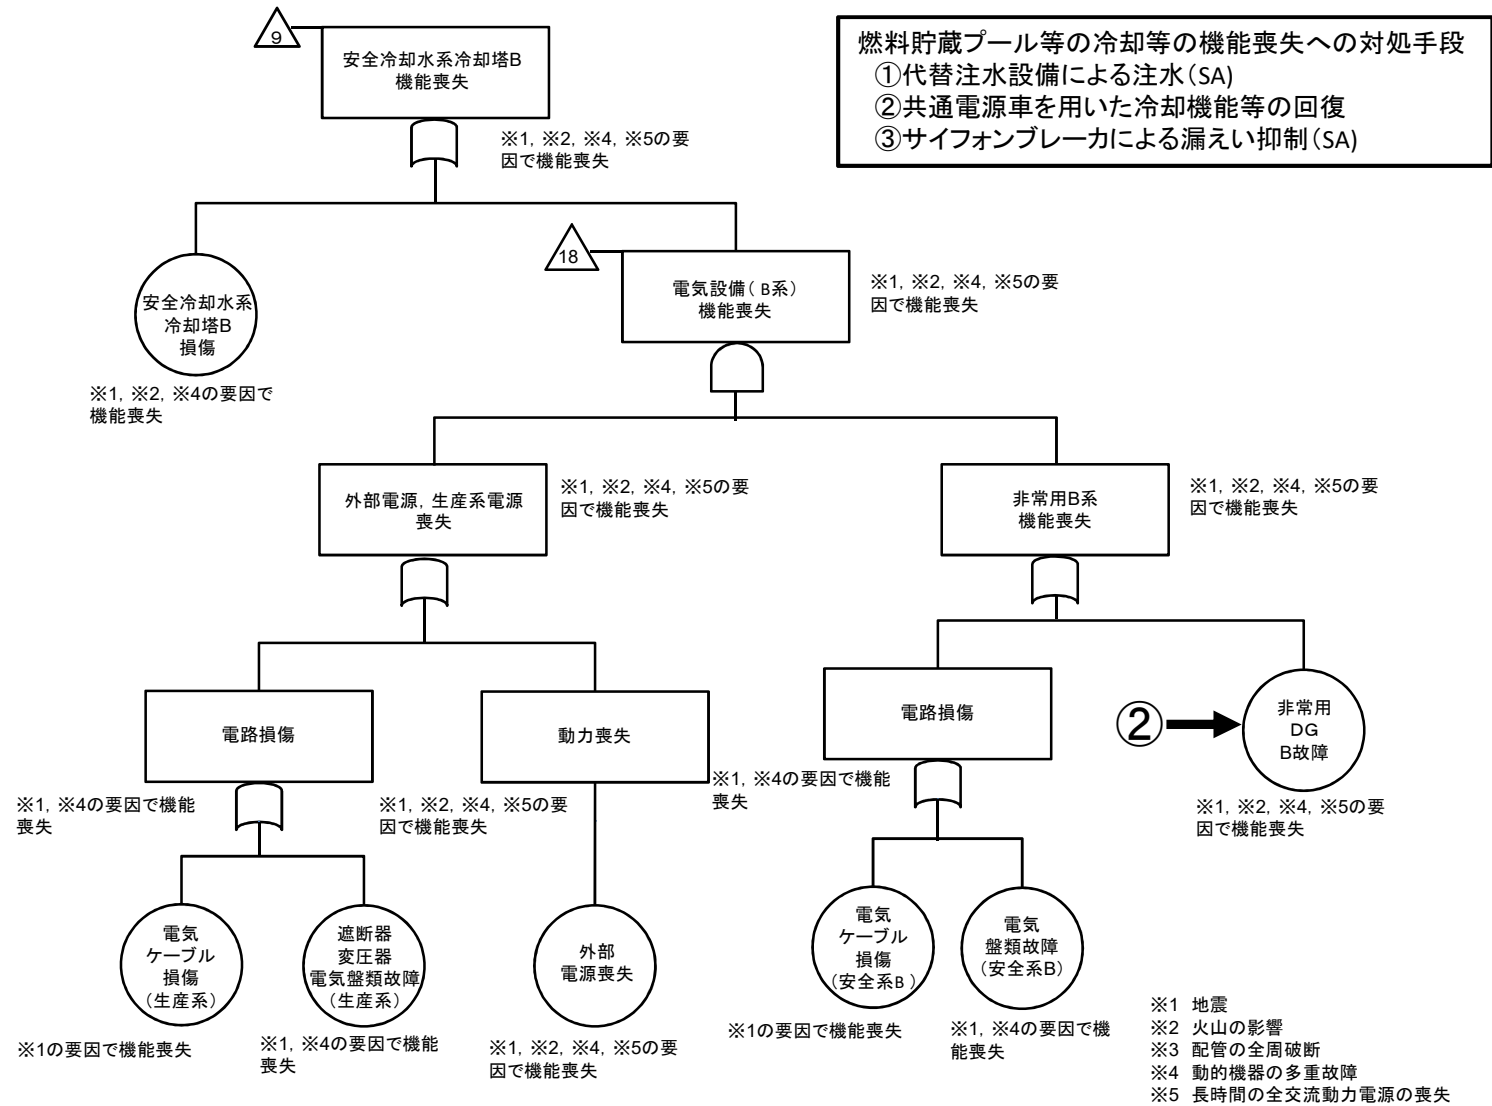 9
安全冷却水系冷却塔B
機能喪失
※1, ※2, ※4, ※5の要
因で機能喪失
燃料貯蔵プール等の冷却等の機能喪失への対処手段
①代替注水設備による注水(SA)
②共通電源車を用いた冷却機能等の回復
③サイフォンブレーカによる漏えい抑制(SA)
安全冷却水系
冷却塔B
損傷
※1, ※2, ※4の要因で
機能喪失
18
電気設備( B系)
機能喪失
※1, ※2, ※4, ※5の要
因で機能喪失
外部電源, 生産系電源
喪失
※1, ※2, ※4, ※5の要
因で機能喪失
非常用B系
機能喪失
※1, ※2, ※4, ※5の要
因で機能喪失
電路損傷
※1, ※4の要因で機能
喪失
動力喪失
※1, ※2, ※4, ※5の要
因で機能喪失
電路損傷
※1, ※4の要因で機能
喪失
②
非常用
DG
B故障
※1, ※2, ※4, ※5の要
因で機能喪失
電気
ケーブル
損傷
(生産系)
※1の要因で機能喪失
遮断器
変圧器
電気盤類故障
(生産系)
※1, ※4の要因で機能
喪失
外部
電源喪失
※1, ※2, ※4, ※5の要
因で機能喪失
電気
ケーブル
損傷
(安全系B )
※1の要因で機能喪失
電気
盤類故障
(安全系B)
※1, ※4の要因で機
能喪失
※1 地震
※2 火山の影響
※3 配管の全周破断
※4 動的機器の多重故障
※5 長時間の全交流動力電源の喪失